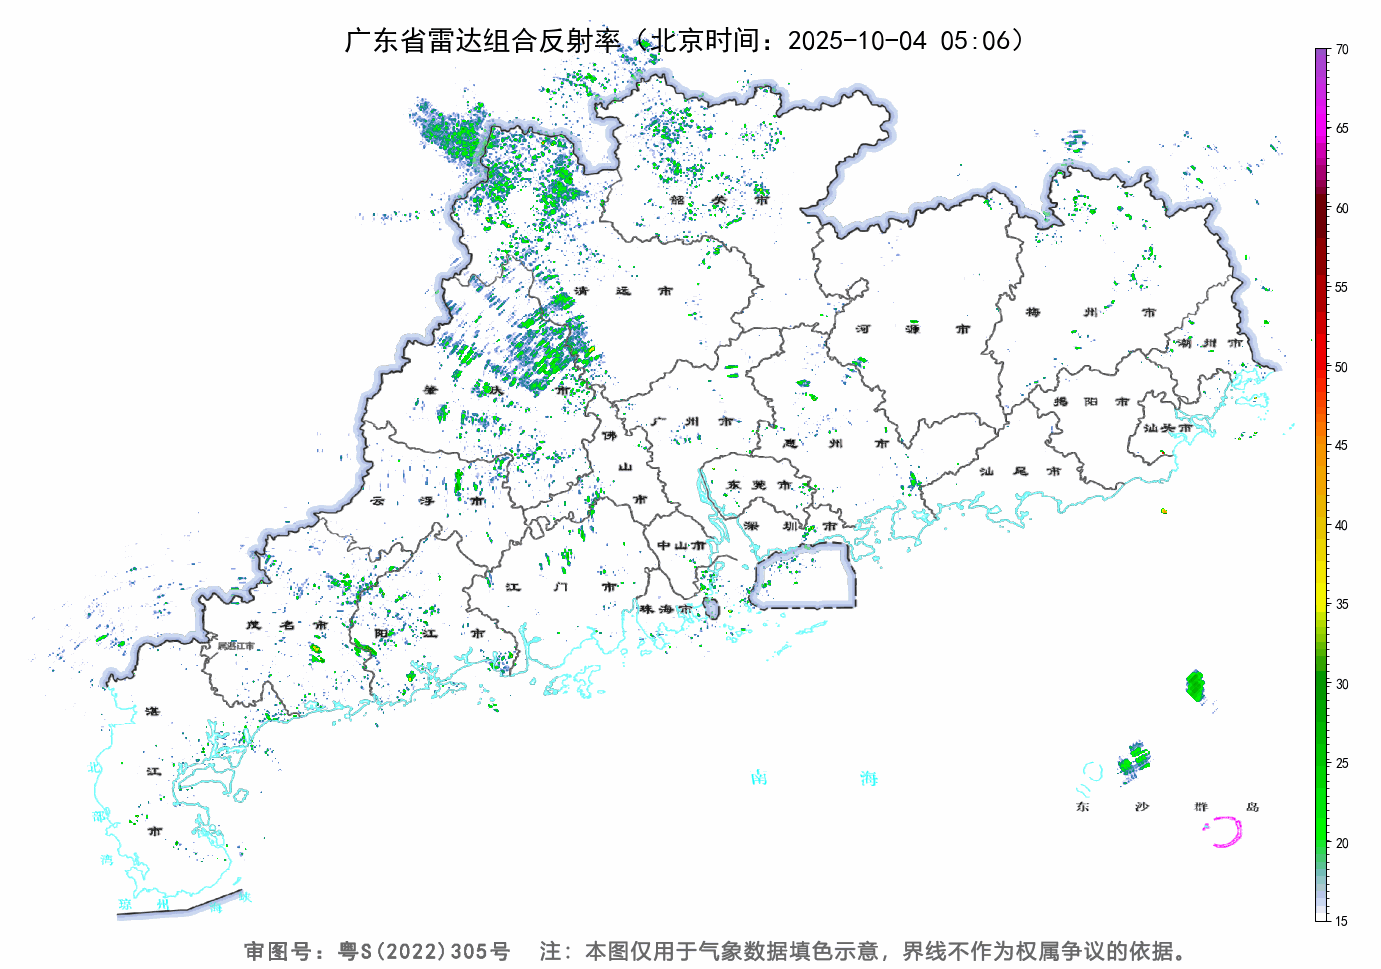 广东省雷达组合反射率（北京时间：2025-10-04 05:06）
70
65
60
55
50
45
40
35
30
25
20
15
韶关市
清远市
河源市
梅州市
潮州市
肇庆市
广州市
佛山市
惠州市
揭阳市
汕头市
汕尾市
东莞市
云浮市
深圳市
中山市
江门市
珠海市
茂名市
属湛江市
阳江市
湛江市
北部湾
琼州海峡
南海
东沙群岛
审图号：粤S(2022)305号 注：本图仅用于气象数据填色示意，界线不作为权属争议的依据。